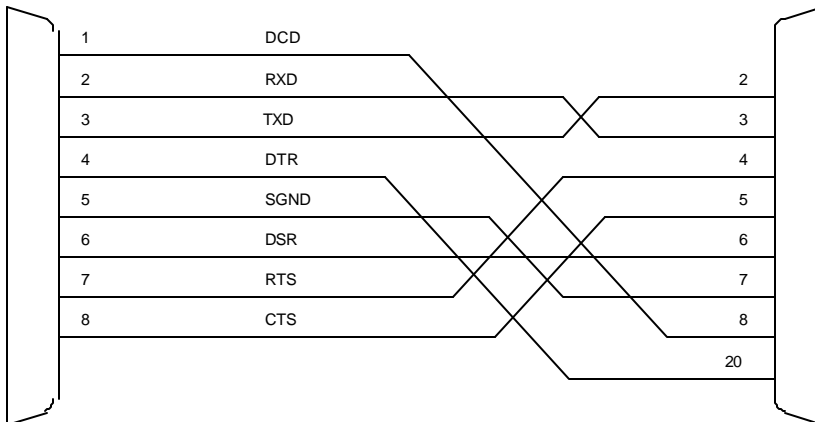 1 DCD
2 RXD 2
3 TXD 3
4 DTR 4
5 SGND 5
6 DSR 6
7 RTS 7
8 CTS 8
20